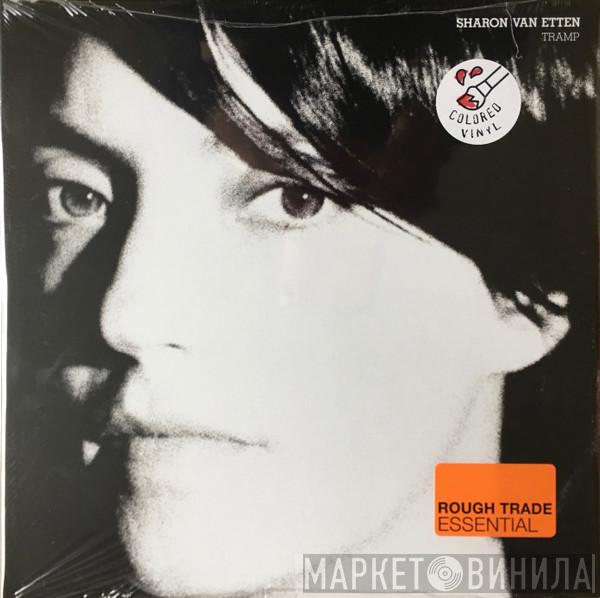 SHARON VAN ETTEN
TRAMP
COLORED
VINYL
ROUGH TRADE
ESSENTIAL
МАРКЕТ ВИНИЛА